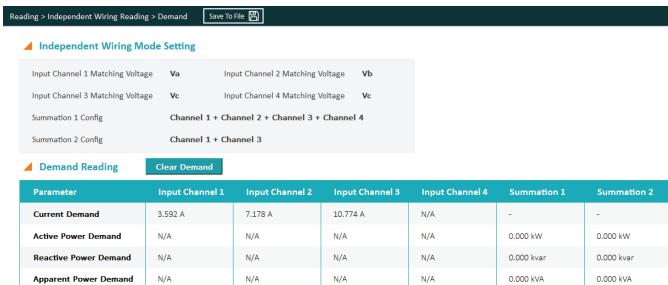 Reading > Independent Wiring Reading > Demand Save To File
Independent Wiring Mode Setting
Input Channel 1 Matching Voltage Va Input Channel 2 Matching Voltage Vb
Input Channel 3 Matching Voltage Vc Input Channel 4 Matching Voltage Vc
Summation 1 Config Channel 1 + Channel 2 + Channel 3 + Channel 4
Summation 2 Config Channel 1 + Channel 3
Demand Reading Clear Demand
Parameter Input Channel 1 Input Channel 2 Input Channel 3 Input Channel 4 Summation 1 Summation 2
Current Demand 3.592 A 7.178 A 10.774 A N/A - -
Active Power Demand N/A N/A N/A N/A 0.000 kW 0.000 kW
Reactive Power Demand N/A N/A N/A N/A 0.000 kvar 0.000 kvar
Apparent Power Demand N/A N/A N/A N/A 0.000 kVA 0.000 kVA